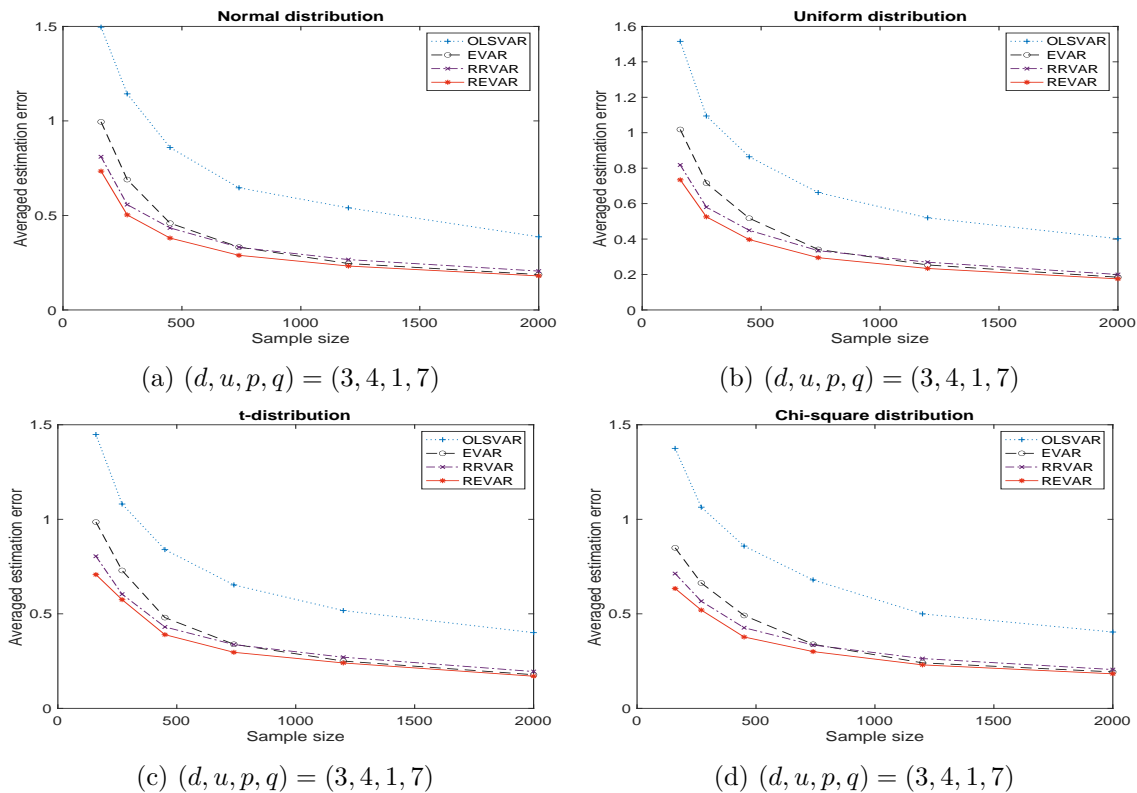 Normal distribution
Averaged estimation error
1.5
1
0.5
0
OLSVAR
EVAR
RRVAR
REVAR
0 500 1000 1500 2000
Sample size
(a) (d, u, p, q) = (3, 4, 1, 7)
Uniform distribution
Averaged estimation error
1.6
1.4
1.2
1
0.8
0.6
0.4
0.2
0
OLSVAR
EVAR
RRVAR
REVAR
0 500 1000 1500 2000
Sample size
(b) (d, u, p, q) = (3, 4, 1, 7)
t-distribution
Averaged estimation error
1.5
1
0.5
0
OLSVAR
EVAR
RRVAR
REVAR
0 500 1000 1500 2000
Sample size
(c) (d, u, p, q) = (3, 4, 1, 7)
Chi-square distribution
Averaged estimation error
1.5
1
0.5
0
OLSVAR
EVAR
RRVAR
REVAR
0 500 1000 1500 2000
Sample size
(d) (d, u, p, q) = (3, 4, 1, 7)